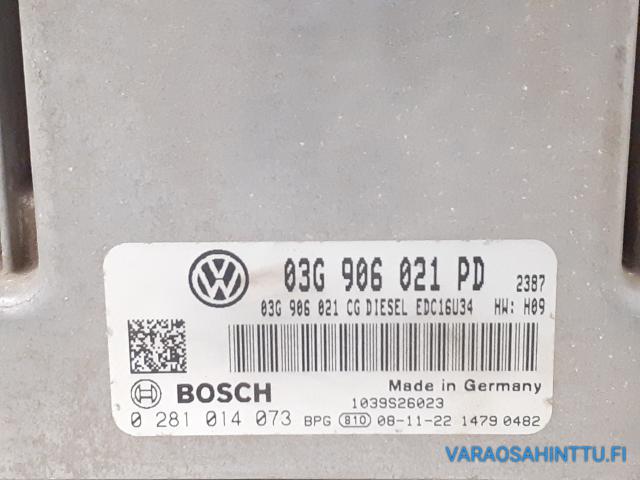 03G 906 021 PD 2387
03G 906 021 CG DIESEL EDC16U34 HW: H09
BOSCH Made in Germany
1039S26023
0 281 014 073 BPG 810 08-11-22 1479 0482
VARAOSAHINTTU.FI